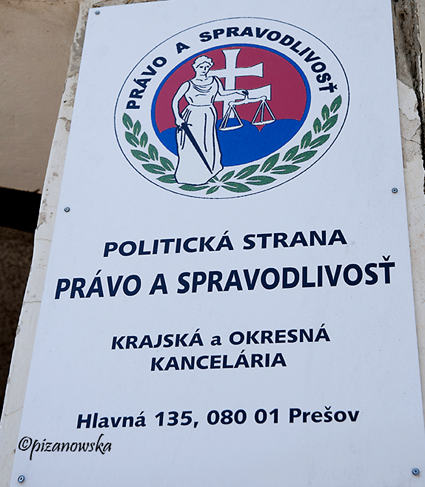 PRÁVO A SPRAVODLIVOSŤ
POLITICKÁ STRANA
PRÁVO A SPRAVODLIVOSŤ
KRAJSKÁ a OKRESNÁ
KANCELÁRIA
Hlavná 135, 080 01 Prešov
©pizanowska